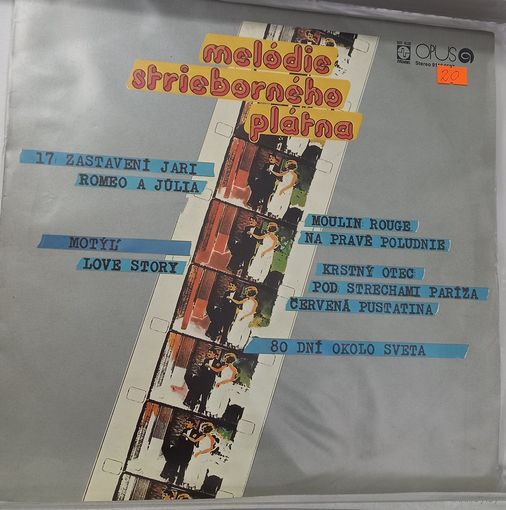 melódie
strieborného
plátna
OPUS
Stereo
20
17 ZASTAVENÍ JARI
ROMEO A JÚLIA
MOTÝĽ
LOVE STORY
MOULIN ROUGE
NA PRAVÉ POLUDNIE
KRSTNÝ OTEC
POD STRECHAMI PARÍŽA
ČERVENÁ PUSTATINA
80 DNÍ OKOLO SVETA